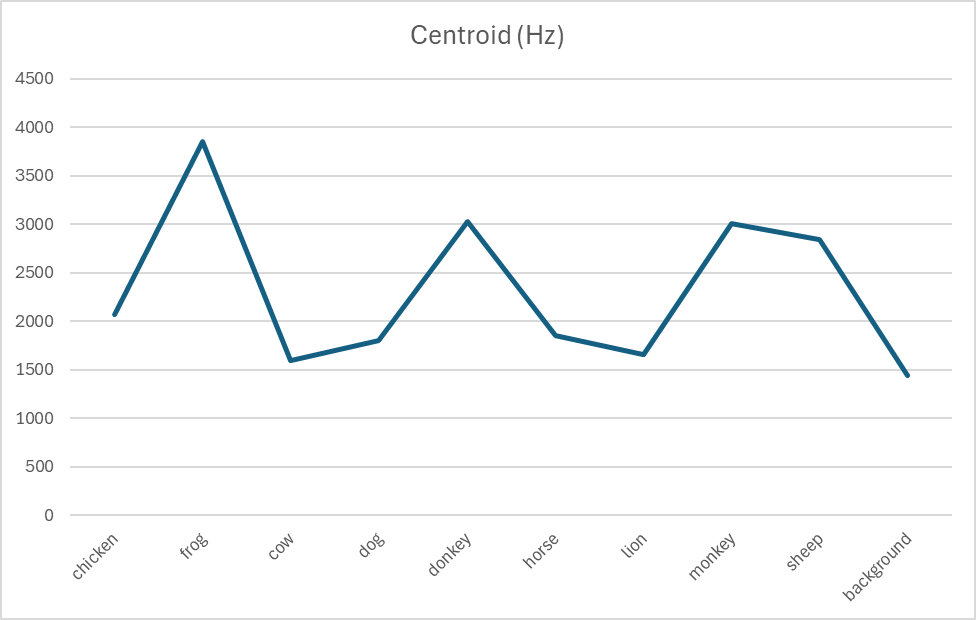 Centroid (Hz)
4500
4000
3500
3000
2500
2000
1500
1000
500
0
chicken
frog
cow
dog
donkey
horse
lion
monkey
sheep
background